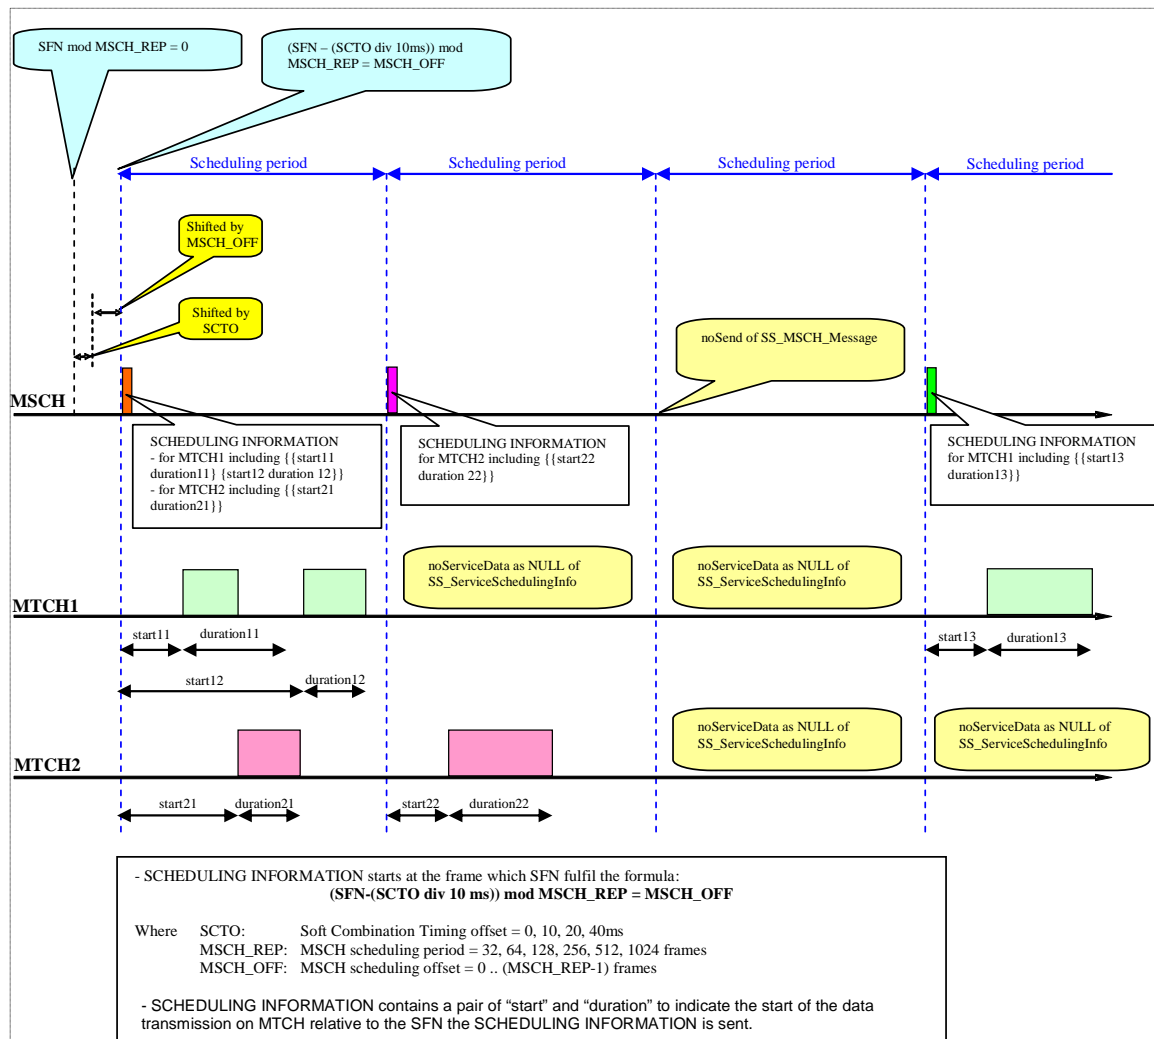 SFN mod MSCH_REP = 0
(SFN – (SCTO div 10ms)) mod
MSCH_REP = MSCH_OFF
Scheduling period
Scheduling period
Scheduling period
Scheduling period
Shifted by
MSCH_OFF
Shifted by
SCTO
noSend of SS_MSCH_Message
MSCH
SCHEDULING INFORMATION
- for MTCH1 including {{start11
duration11} {start12 duration 12}}
- for MTCH2 including {{start21
duration21}}
SCHEDULING INFORMATION
for MTCH2 including {{start22
duration 22}}
SCHEDULING INFORMATION
for MTCH1 including {{start13
duration13}}
noServiceData as NULL of
SS_ServiceSchedulingInfo
noServiceData as NULL of
SS_ServiceSchedulingInfo
MTCH1
start11
duration11
start13
duration13
start12
duration12
noServiceData as NULL of
SS_ServiceSchedulingInfo
noServiceData as NULL of
SS_ServiceSchedulingInfo
MTCH2
start21
duration21
start22
duration22
- SCHEDULING INFORMATION starts at the frame which SFN fulfil the formula:
(SFN-(SCTO div 10 ms)) mod MSCH_REP = MSCH_OFF
Where SCTO: Soft Combination Timing offset = 0, 10, 20, 40ms
MSCH_REP: MSCH scheduling period = 32, 64, 128, 256, 512, 1024 frames
MSCH_OFF: MSCH scheduling offset = 0 .. (MSCH_REP-1) frames
- SCHEDULING INFORMATION contains a pair of “start” and “duration” to indicate the start of the data
transmission on MTCH relative to the SFN the SCHEDULING INFORMATION is sent.